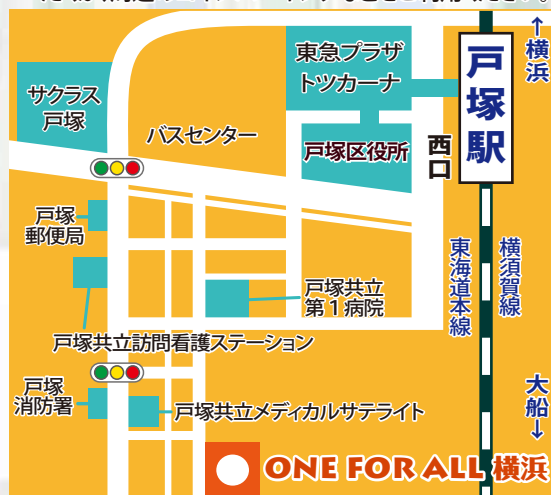 ↑横浜
東急プラザ
トツカーナ
戸塚駅
サクラス
戸塚
バスセンター
戸塚区役所
西口
戸塚
郵便局
東海道本線
横須賀線
戸塚共立
第1病院
戸塚共立訪問看護ステーション
戸塚
消防署
戸塚共立メディカルサテライト
大船↓
ONE FOR ALL 横浜